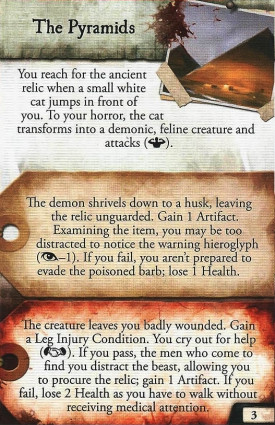 The Pyramids
You reach for the ancient
relic when a small white
cat jumps in front of
you. To your horror, the cat
transforms into a demonic, feline creature and
attacks ( ).
The demon shrivels down to a husk, leaving
the relic unguarded. Gain 1 Artifact.
Examining the item, you may be too
distracted to notice the warning hieroglyph
( –1). If you fail, you aren't prepared to
evade the poisoned barb; lose 1 Health.
The creature leaves you badly wounded. Gain
a Leg Injury Condition. You cry out for help
( ). If you pass, the men who come to
find you distract the beast, allowing you
to procure the relic; gain 1 Artifact. If you
fail, lose 2 Health as you have to walk without
receiving medical attention.
3